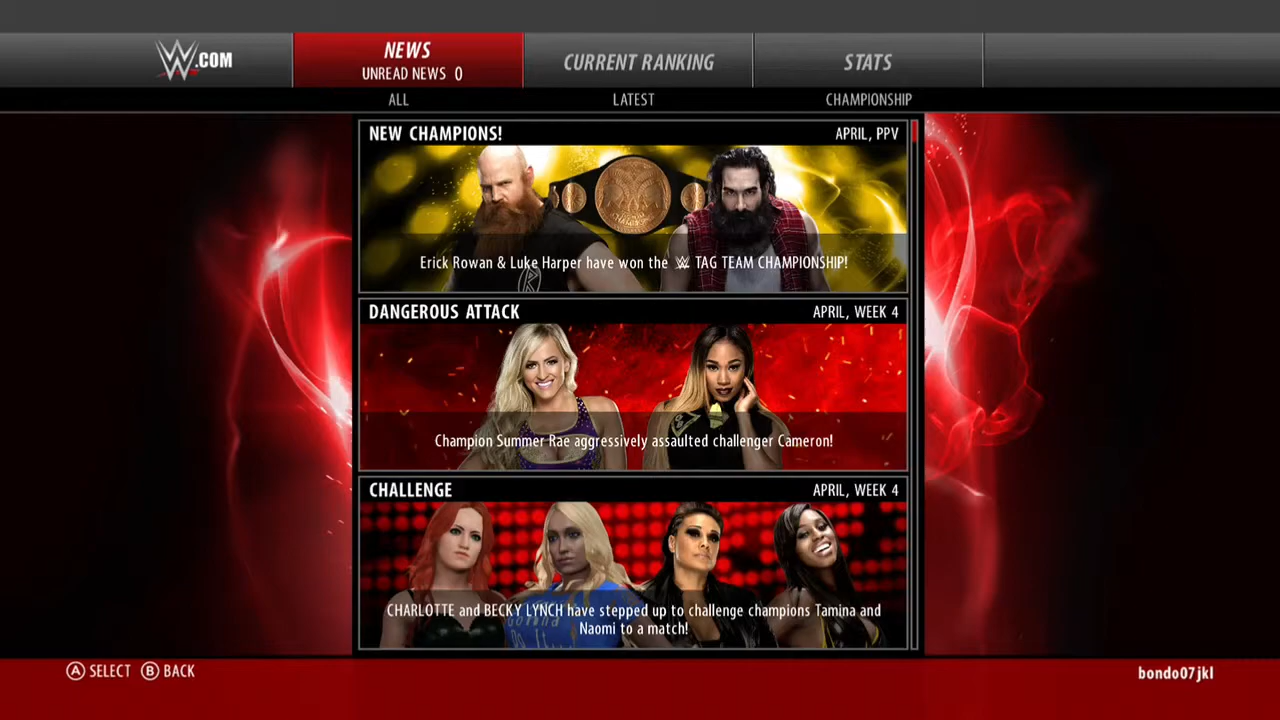 W.COM
NEWS
UNREAD NEWS 0
CURRENT RANKING
STATS
ALL
LATEST
CHAMPIONSHIP
NEW CHAMPIONS!
APRIL, PPV
Erick Rowan & Luke Harper have won the W TAG TEAM CHAMPIONSHIP!
DANGEROUS ATTACK
APRIL, WEEK 4
Champion Summer Rae aggressively assaulted challenger Cameron!
CHALLENGE
APRIL, WEEK 4
CHARLOTTE and BECKY LYNCH have stepped up to challenge champions Tamina and
Naomi to a match!
A SELECT B BACK
bondo07jkl